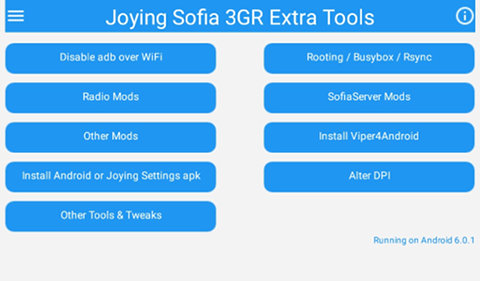 Joying Sofia 3GR Extra Tools
Disable adb over WiFi
Rooting / Busybox / Rsync
Radio Mods
SofiaServer Mods
Other Mods
Install Viper4Android
Install Android or Joying Settings apk
Alter DPI
Other Tools & Tweaks
Running on Android 6.0.1